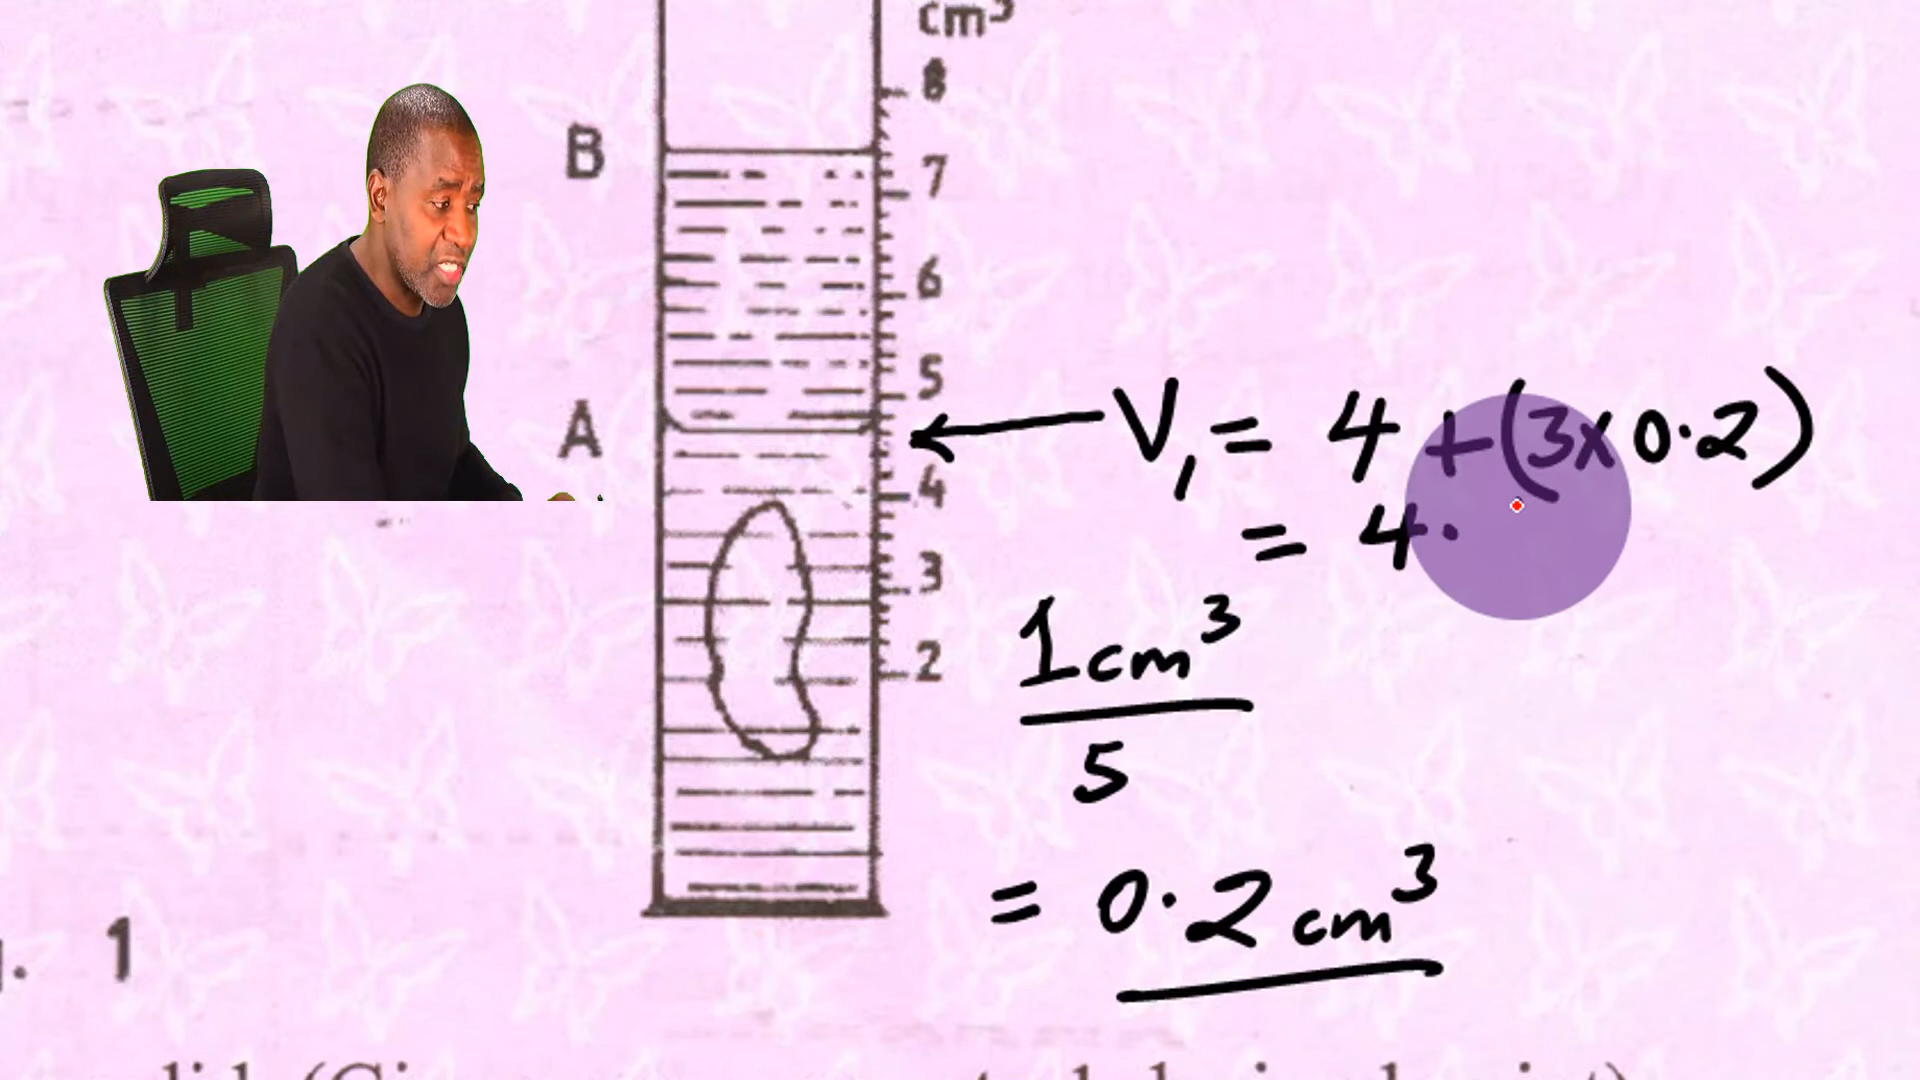 cm³
8
B
7
6
5
A
V₁ = 4 + (3 x 0.2)
4
= 4.
3
1cm³
2
5
= 0.2 cm³
. 1